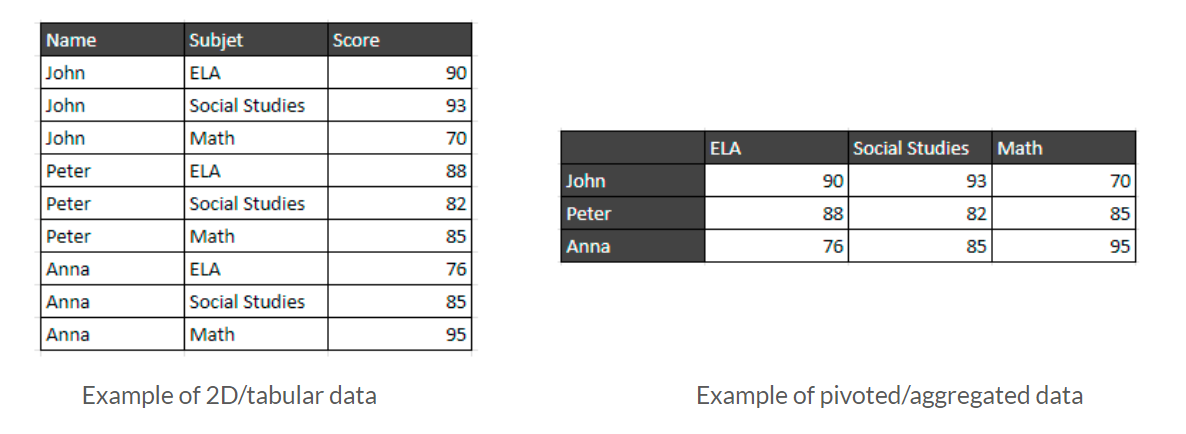 Name Subjet Score
John ELA 90
John Social Studies 93
John Math 70
Peter ELA 88
Peter Social Studies 82
Peter Math 85
Anna ELA 76
Anna Social Studies 85
Anna Math 95
Example of 2D/tabular data
ELA Social Studies Math
John 90 93 70
Peter 88 82 85
Anna 76 85 95
Example of pivoted/aggregated data